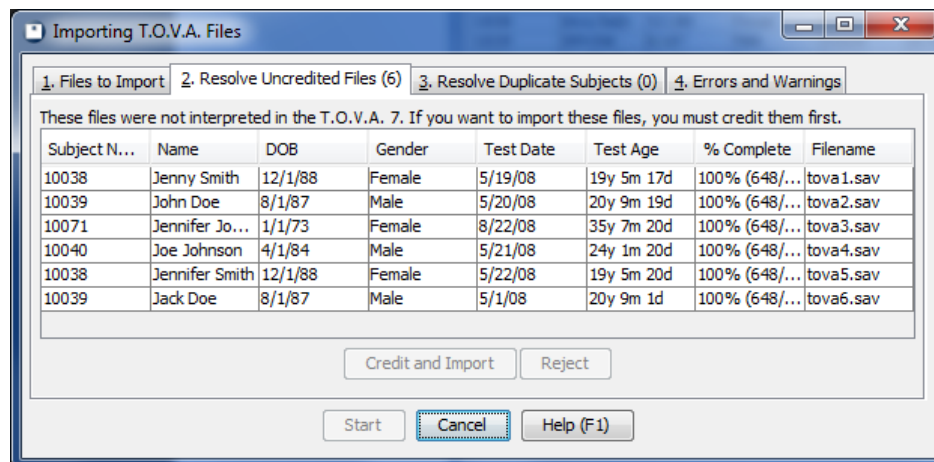 Importing T.O.V.A. Files
1. Files to Import 2. Resolve Uncredited Files (6) 3. Resolve Duplicate Subjects (0) 4. Errors and Warnings
These files were not interpreted in the T.O.V.A. 7. If you want to import these files, you must credit them first.
Subject N... Name DOB Gender Test Date Test Age % Complete Filename
10038 Jenny Smith 12/1/88 Female 5/19/08 19y 5m 17d 100% (648/... tova1.sav
10039 John Doe 8/1/87 Male 5/20/08 20y 9m 19d 100% (648/... tova2.sav
10071 Jennifer Jo... 1/1/73 Female 8/22/08 35y 7m 20d 100% (648/... tova3.sav
10040 Joe Johnson 4/1/84 Male 5/21/08 24y 1m 20d 100% (648/... tova4.sav
10038 Jennifer Smith 12/1/88 Female 5/22/08 19y 5m 20d 100% (648/... tova5.sav
10039 Jack Doe 8/1/87 Male 5/1/08 20y 9m 1d 100% (648/... tova6.sav
Credit and Import Reject
Start Cancel Help (F1)